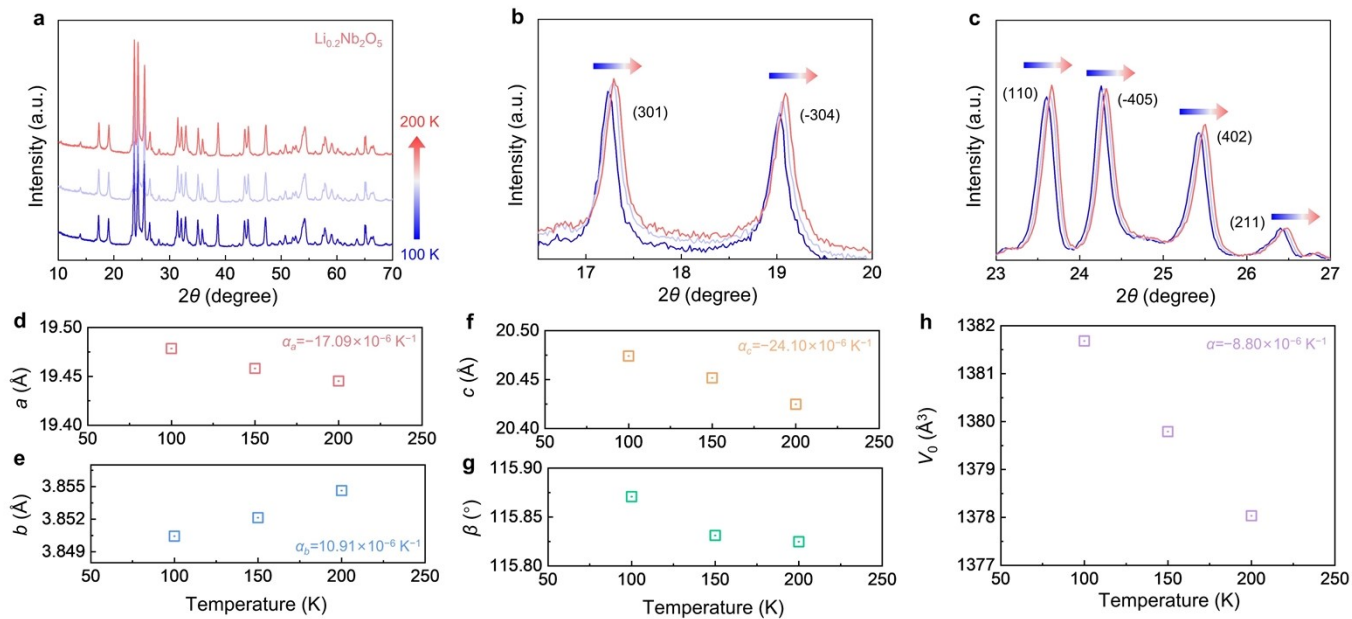 a
Li0.2Nb2O5
200 K
100 K
Intensity (a.u.)
10 20 30 40 50 60 70
2θ (degree)
b
(301)
(-304)
Intensity (a.u.)
17 18 19 20
2θ (degree)
c
(110)
(-405)
(402)
(211)
Intensity (a.u.)
23 24 25 26 27
2θ (degree)
d
19.50
19.45
19.40
a (Å)
αa=−17.09×10⁻⁶ K⁻¹
50 100 150 200 250
e
3.855
3.852
3.849
b (Å)
αb=10.91×10⁻⁶ K⁻¹
50 100 150 200 250
Temperature (K)
f
20.50
20.45
20.40
c (Å)
αc=−24.10×10⁻⁶ K⁻¹
50 100 150 200 250
g
115.90
115.85
115.80
β (°)
50 100 150 200 250
Temperature (K)
h
1382
1381
1380
1379
1378
1377
V0 (Å³)
α=−8.80×10⁻⁶ K⁻¹
50 100 150 200 250
Temperature (K)